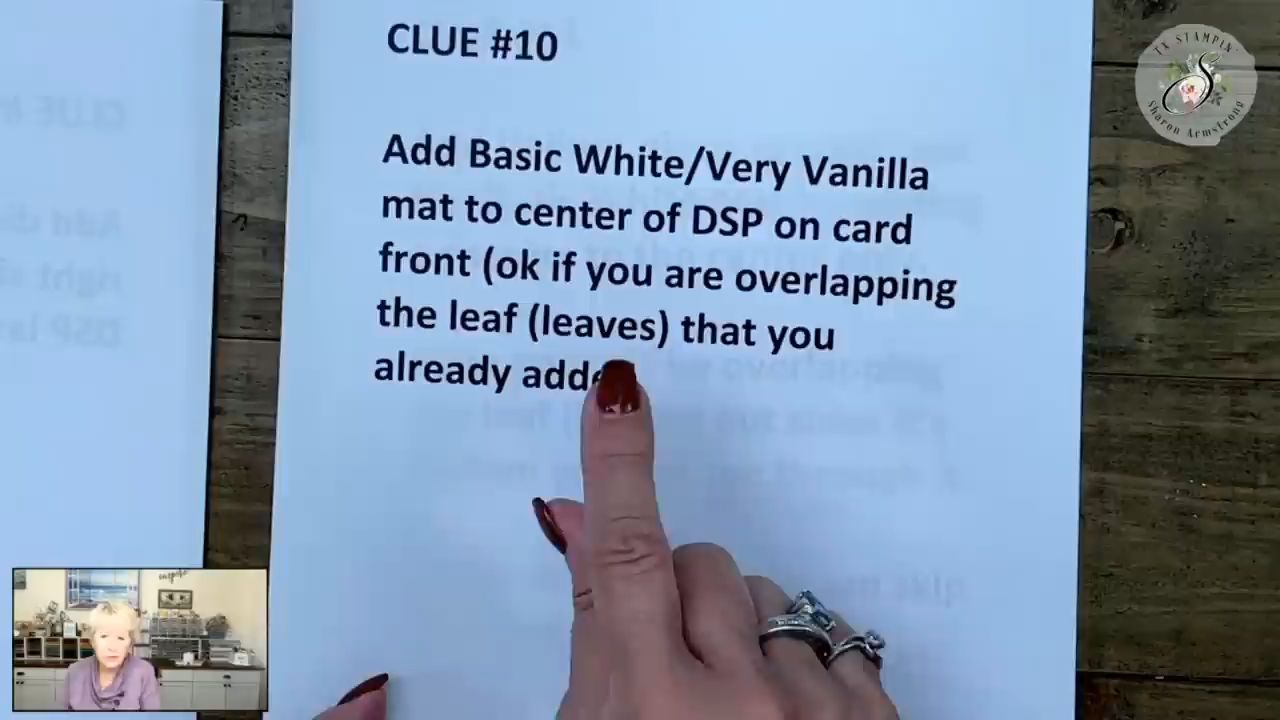 CLUE #10
Add Basic White/Very Vanilla
mat to center of DSP on card
front (ok if you are overlapping
the leaf (leaves) that you
already
TX STAMPIN'
S
Sharon Armstrong
inspire